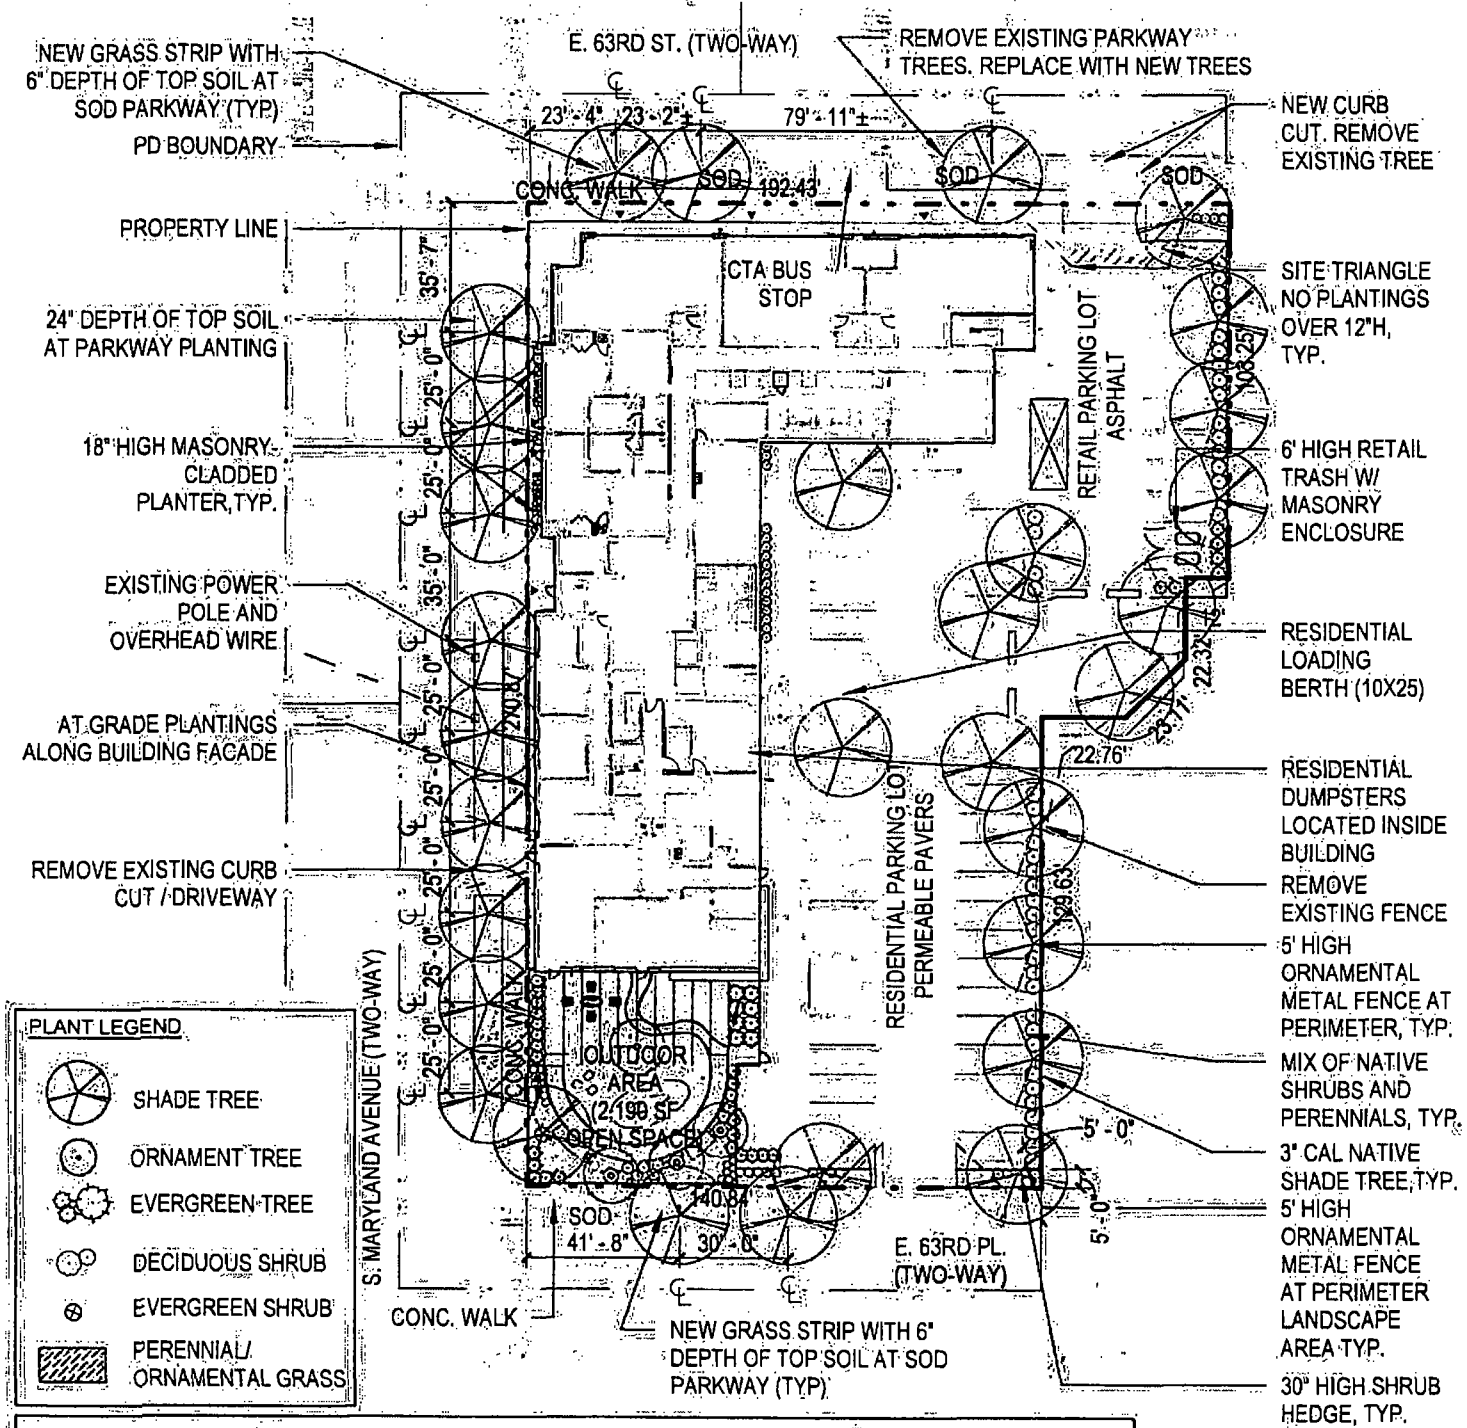 E. 63RD ST. (TWO-WAY)
NEW GRASS STRIP WITH
6" DEPTH OF TOP SOIL AT
SOD PARKWAY (TYP)
PD BOUNDARY
PROPERTY LINE
24" DEPTH OF TOP SOIL
AT PARKWAY PLANTING
18" HIGH MASONRY
CLADDED
PLANTER, TYP.
EXISTING POWER
POLE AND
OVERHEAD WIRE
AT GRADE PLANTINGS
ALONG BUILDING FACADE
REMOVE EXISTING CURB
CUT / DRIVEWAY
REMOVE EXISTING PARKWAY
TREES. REPLACE WITH NEW TREES
NEW CURB
CUT. REMOVE
EXISTING TREE
SITE TRIANGLE
NO PLANTINGS
OVER 12"H,
TYP.
6' HIGH RETAIL
TRASH W/
MASONRY
ENCLOSURE
RESIDENTIAL
LOADING
BERTH (10X25)
RESIDENTIAL
DUMPSTERS
LOCATED INSIDE
BUILDING
REMOVE
EXISTING FENCE
5' HIGH
ORNAMENTAL
METAL FENCE AT
PERIMETER, TYP.
MIX OF NATIVE
SHRUBS AND
PERENNIALS, TYP.
3" CAL NATIVE
SHADE TREE, TYP.
5' HIGH
ORNAMENTAL
METAL FENCE
AT PERIMETER
LANDSCAPE
AREA TYP.
30" HIGH SHRUB
HEDGE, TYP.
23' - 4"
23' - 2"±
79' - 11"±
CONC. WALK
SOD
192.43'
SOD
SOD
CTA BUS
STOP
RETAIL PARKING LOT
ASPHALT
103.25'
22.32'
23.71'
22.76'
129.63'
RESIDENTIAL PARKING LOT
PERMEABLE PAVERS
35' - 7"
25' - 0"
25' - 0"
35' - 0"
25' - 0"
270.87'
25' - 0"
25' - 0"
25' - 0"
25' - 0"
CONC. WALK
S. MARYLAND AVENUE (TWO-WAY)
OUTDOOR
AREA
(2,190 SF
OPEN SPACE)
140.84'
SOD
41' - 8"
30' - 0"
5' - 0"
5' - 0"
E. 63RD PL.
(TWO-WAY)
CONC. WALK
NEW GRASS STRIP WITH 6"
DEPTH OF TOP SOIL AT SOD
PARKWAY (TYP)
PLANT LEGEND
SHADE TREE
ORNAMENT TREE
EVERGREEN TREE
DECIDUOUS SHRUB
EVERGREEN SHRUB
PERENNIAL/
ORNAMENTAL GRASS